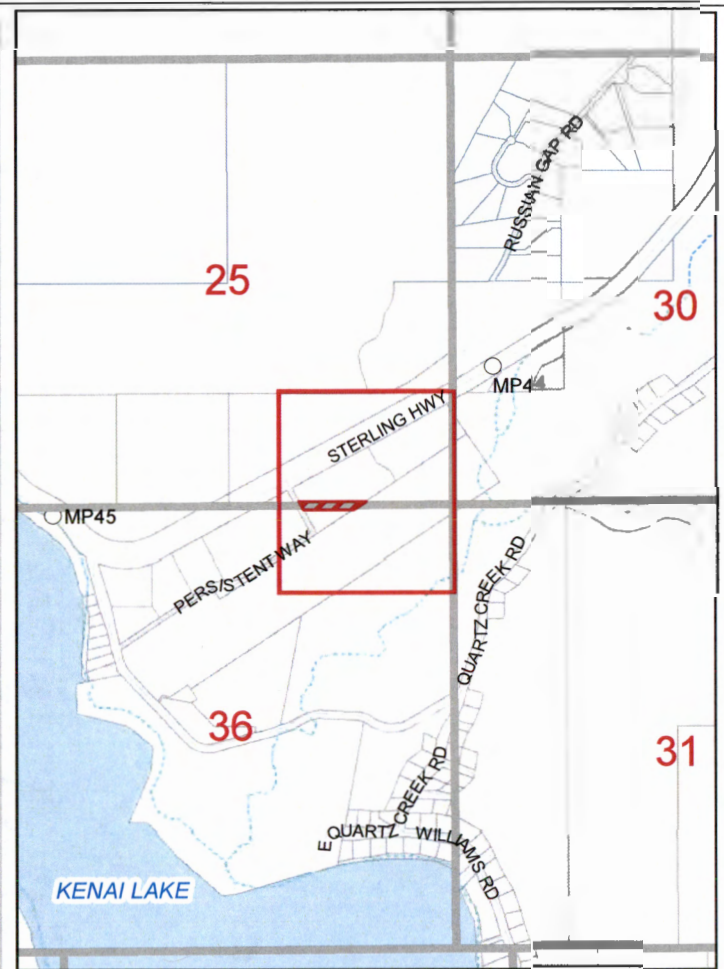 RUSSIAN GAP RD
25
30
MP4
STERLING HWY
MP45
PERSISTENT WAY
QUARTZ CREEK RD
36
31
E QUARTZ CREEK RD
WILLIAMS RD
KENAI LAKE